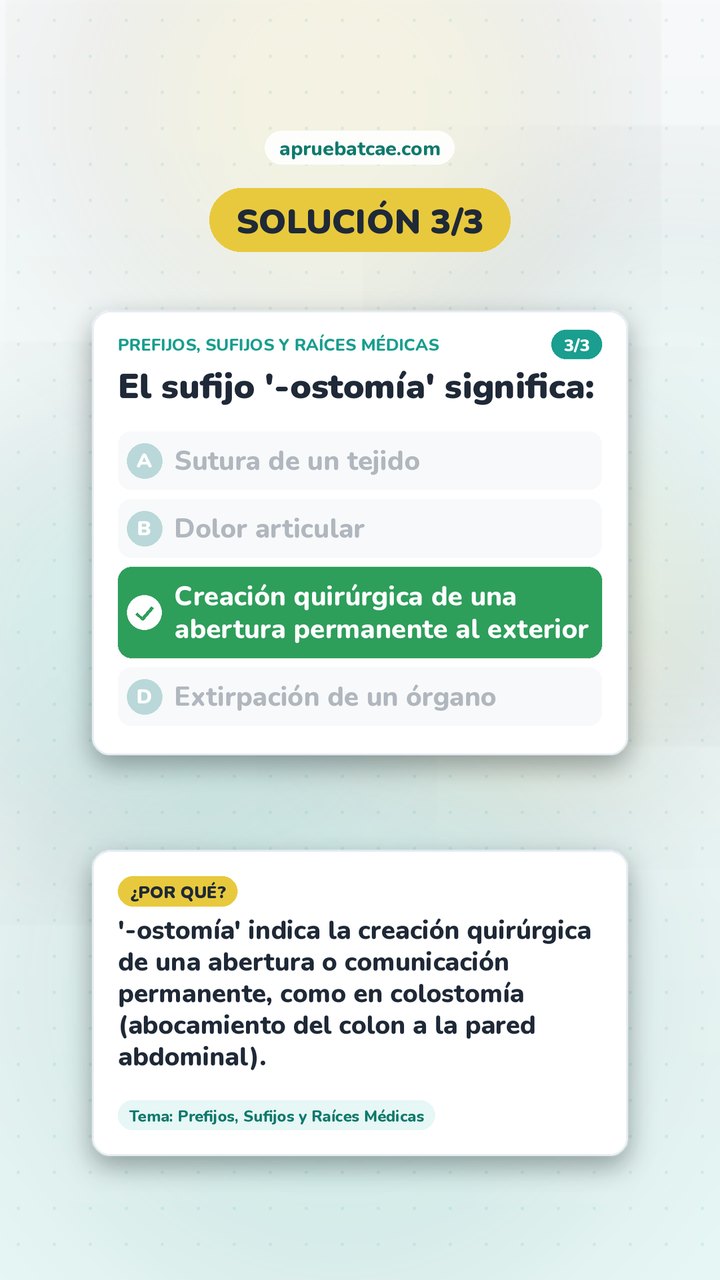 apruebatcae.com
SOLUCIÓN 3/3
PREFIJOS, SUFIJOS Y RAÍCES MÉDICAS
3/3
El sufijo '-ostomía' significa:
A Sutura de un tejido
B Dolor articular
Creación quirúrgica de una
abertura permanente al exterior
D Extirpación de un órgano
¿POR QUÉ?
'-ostomía' indica la creación quirúrgica
de una abertura o comunicación
permanente, como en colostomía
(abocamiento del colon a la pared
abdominal).
Tema: Prefijos, Sufijos y Raíces Médicas